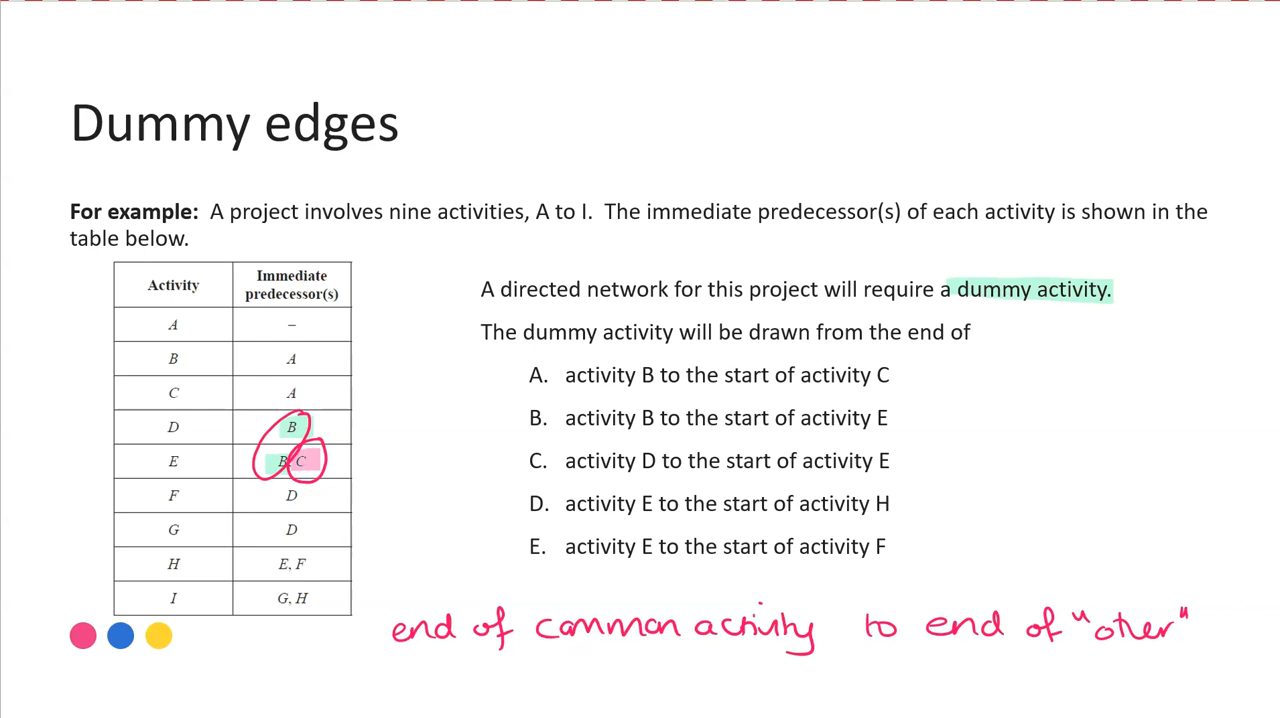 Dummy edges
For example: A project involves nine activities, A to I. The immediate predecessor(s) of each activity is shown in the
table below.
Activity Immediate predecessor(s)
A –
B A
C A
D B
E B, C
F D
G D
H E, F
I G, H
A directed network for this project will require a dummy activity.
The dummy activity will be drawn from the end of
A. activity B to the start of activity C
B. activity B to the start of activity E
C. activity D to the start of activity E
D. activity E to the start of activity H
E. activity E to the start of activity F
end of common activity to end of "other"